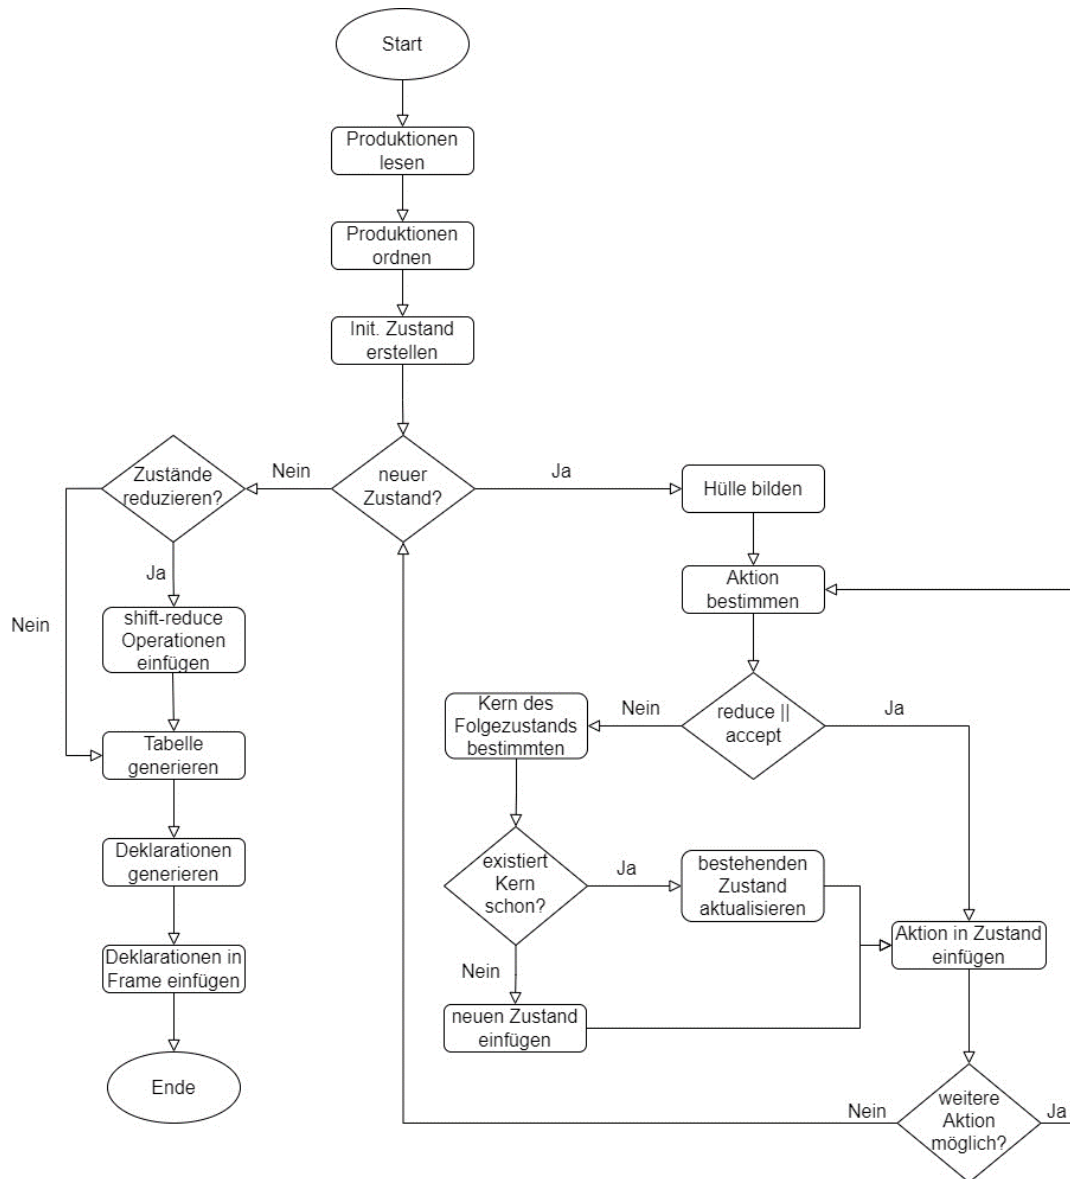 Start
Produktionen
lesen
Produktionen
ordnen
Init. Zustand
erstellen
Zustände
reduzieren?
Nein
neuer
Zustand?
Ja
Hülle bilden
Ja
Aktion
bestimmen
Nein
shift-reduce
Operationen
einfügen
Kern des
Folgezustands
bestimmten
Nein
reduce ||
accept
Ja
Tabelle
generieren
Deklarationen
generieren
existiert
Kern
schon?
Ja
bestehenden
Zustand
aktualisieren
Aktion in Zustand
einfügen
Deklarationen in
Frame einfügen
Nein
neuen Zustand
einfügen
Ende
Nein
weitere
Aktion
möglich?
Ja